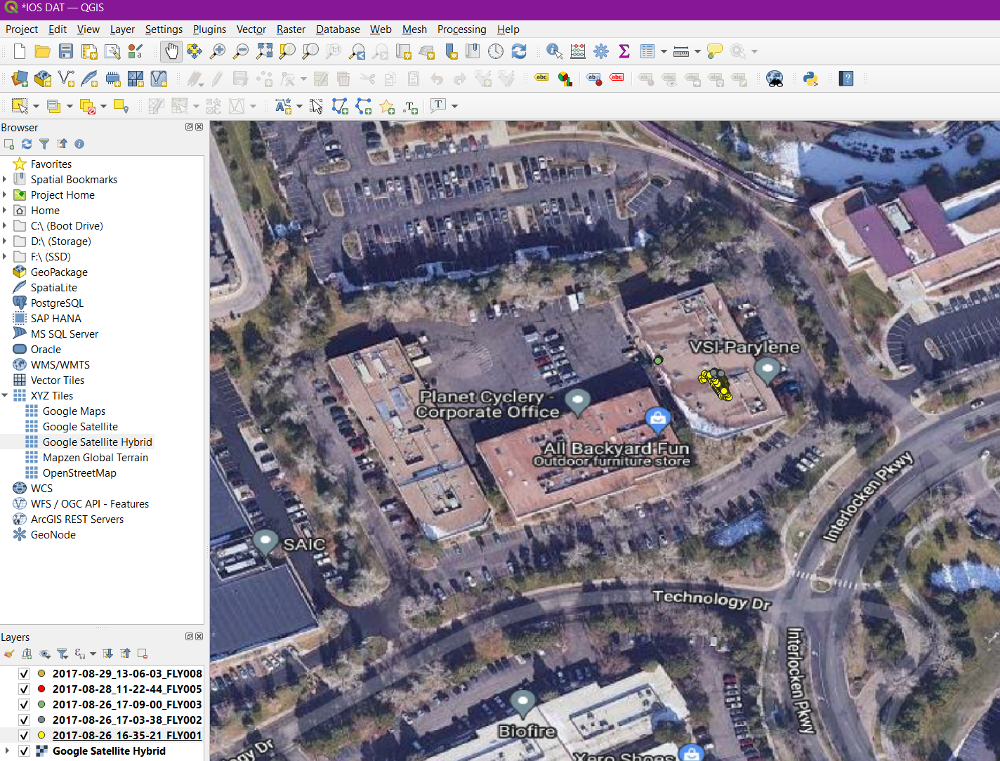 *IOS DAT — QGIS
Project Edit View Layer Settings Plugins Vector Raster Database Web Mesh Processing Help
Browser
Favorites
Spatial Bookmarks
Project Home
Home
C:\ (Boot Drive)
D:\ (Storage)
F:\ (SSD)
GeoPackage
SpatiaLite
PostgreSQL
SAP HANA
MS SQL Server
Oracle
WMS/WMTS
Vector Tiles
XYZ Tiles
Google Maps
Google Satellite
Google Satellite Hybrid
Mapzen Global Terrain
OpenStreetMap
WCS
WFS / OGC API - Features
ArcGIS REST Servers
GeoNode
Layers
2017-08-29_13-06-03_FLY008
2017-08-28_11-22-44_FLY005
2017-08-26_17-09-00_FLY003
2017-08-26_17-03-38_FLY002
2017-08-26_16-35-21_FLY001
Google Satellite Hybrid
VSI Parylene
Planet Cyclery -
Corporate Office
All Backyard Fun
Outdoor furniture store
Interlocken Pkwy
SAIC
Technology Dr
Interlocken Pkwy
Biofire
Xero Shoes
ogy Dr